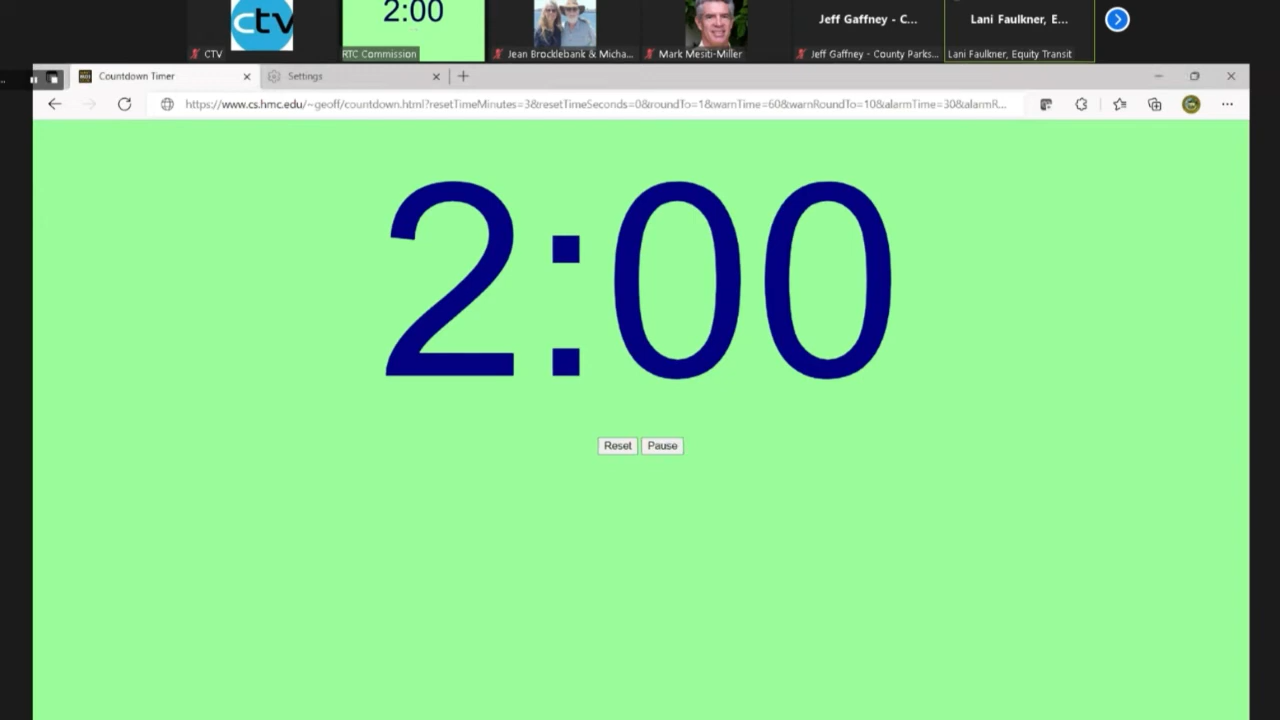 ctv
2:00
Jeff Gaffney - C...
Lani Faulkner, E...
CTV
RTC Commission
Jean Brocklebank & Micha...
Mark Mesiti-Miller
Jeff Gaffney - County Parks...
Lani Faulkner, Equity Transit
Countdown Timer
Settings
https://www.cs.hmc.edu/~geoff/countdown.html?resetTimeMinutes=3&resetTimeSeconds=0&roundTo=1&warnTime=60&warnRoundTo=10&alarmTime=30&alarmR...
2:00
Reset Pause